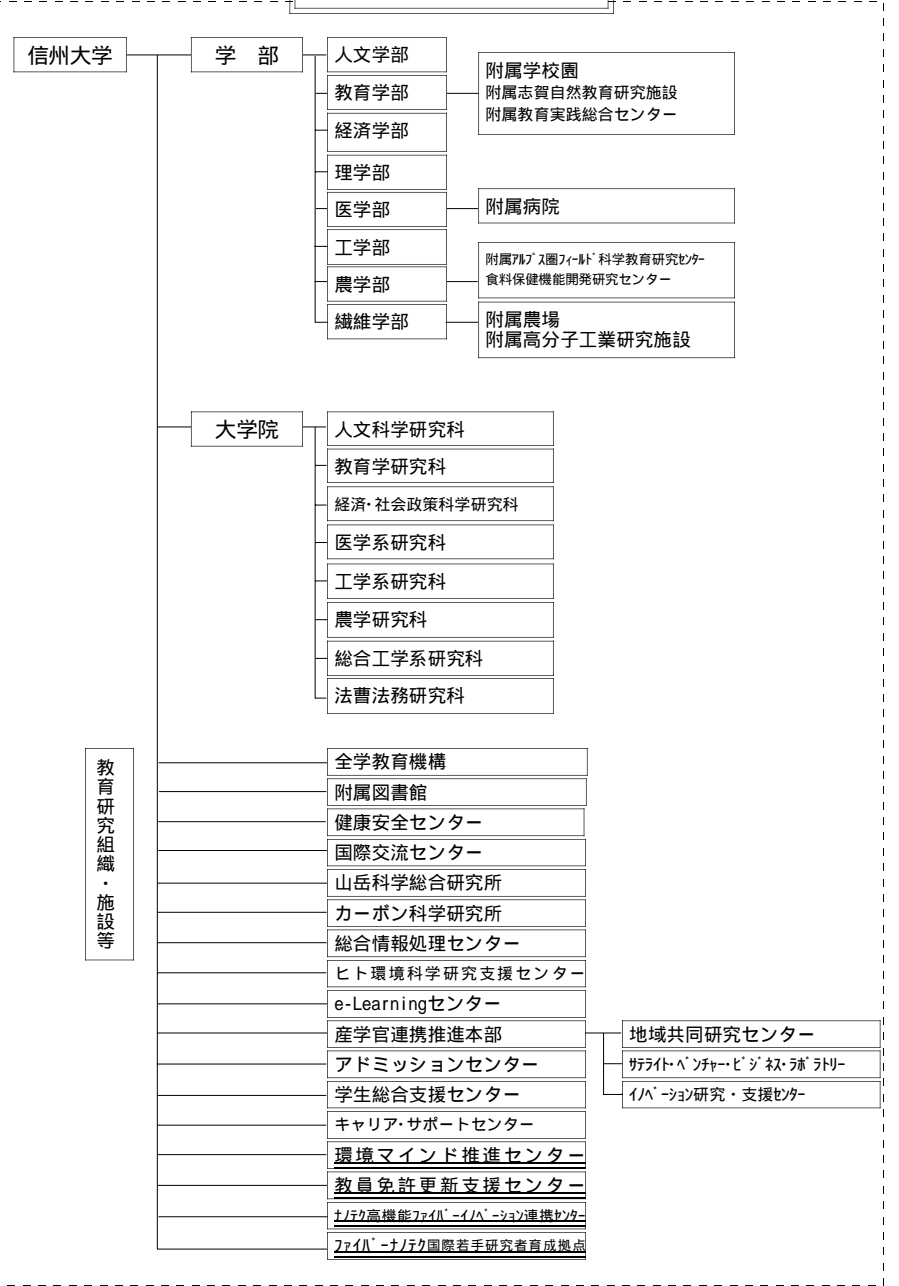 信州大学
学 部
人文学部
教育学部
附属学校園
附属志賀自然教育研究施設
附属教育実践総合センター
経済学部
理学部
医学部
附属病院
工学部
農学部
附属ｱﾙﾌﾟｽ圏ﾌｨｰﾙﾄﾞ科学教育研究ｾﾝﾀｰ
食料保健機能開発研究センター
繊維学部
附属農場
附属高分子工業研究施設
大学院
人文科学研究科
教育学研究科
経済・社会政策科学研究科
医学系研究科
工学系研究科
農学研究科
総合工学系研究科
法曹法務研究科
教育研究組織・施設等
全学教育機構
附属図書館
健康安全センター
国際交流センター
山岳科学総合研究所
カーボン科学研究所
総合情報処理センター
ヒト環境科学研究支援センター
e-Learningセンター
産学官連携推進本部
地域共同研究センター
ｻﾃﾗｲﾄ･ﾍﾞﾝﾁｬｰ･ﾋﾞｼﾞﾈｽ･ﾗﾎﾞﾗﾄﾘｰ
ｲﾉﾍﾞｰｼｮﾝ研究・支援ｾﾝﾀｰ
アドミッションセンター
学生総合支援センター
キャリア・サポートセンター
環境マインド推進センター
教員免許更新支援センター
ﾅﾉﾃｸ高機能ﾌｧｲﾊﾞｰｲﾉﾍﾞｰｼｮﾝ連携ｾﾝﾀｰ
ﾌｧｲﾊﾞｰﾅﾉﾃｸ国際若手研究者育成拠点